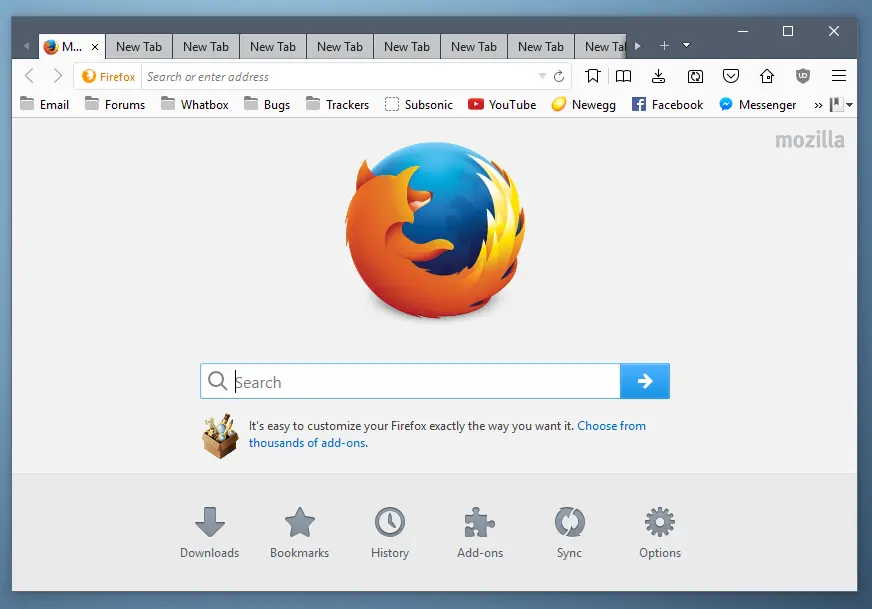 M... New Tab New Tab New Tab New Tab New Tab New Tab New Tab New Ta
Firefox Search or enter address
Email Forums Whatbox Bugs Trackers Subsonic YouTube Newegg Facebook Messenger
mozilla
Search
It's easy to customize your Firefox exactly the way you want it. Choose from
thousands of add-ons.
Downloads Bookmarks History Add-ons Sync Options